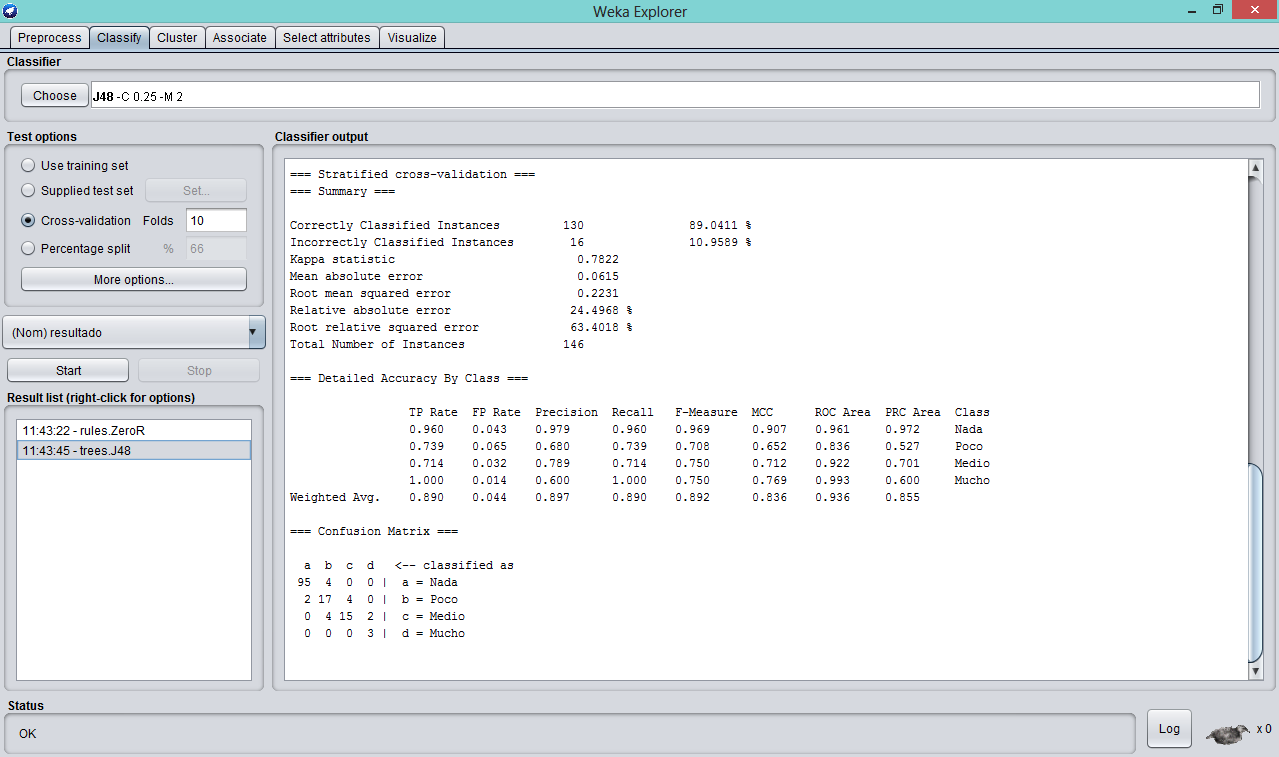 Weka Explorer
Preprocess Classify Cluster Associate Select attributes Visualize
Classifier
Choose J48 -C 0.25 -M 2
Test options
Use training set
Supplied test set Set...
Cross-validation Folds 10
Percentage split % 66
More options...
(Nom) resultado
Start Stop
Result list (right-click for options)
11:43:22 - rules.ZeroR
11:43:45 - trees.J48
Classifier output
=== Stratified cross-validation ===
=== Summary ===
Correctly Classified Instances 130 89.0411 %
Incorrectly Classified Instances 16 10.9589 %
Kappa statistic 0.7822
Mean absolute error 0.0615
Root mean squared error 0.2231
Relative absolute error 24.4968 %
Root relative squared error 63.4018 %
Total Number of Instances 146
=== Detailed Accuracy By Class ===
TP Rate FP Rate Precision Recall F-Measure MCC ROC Area PRC Area Class
0.960 0.043 0.979 0.960 0.969 0.907 0.961 0.972 Nada
0.739 0.065 0.680 0.739 0.708 0.652 0.836 0.527 Poco
0.714 0.032 0.789 0.714 0.750 0.712 0.922 0.701 Medio
1.000 0.014 0.600 1.000 0.750 0.769 0.993 0.600 Mucho
Weighted Avg. 0.890 0.044 0.897 0.890 0.892 0.836 0.936 0.855
=== Confusion Matrix ===
a b c d <-- classified as
95 4 0 0 | a = Nada
2 17 4 0 | b = Poco
0 4 15 2 | c = Medio
0 0 0 3 | d = Mucho
Status
OK
Log x 0